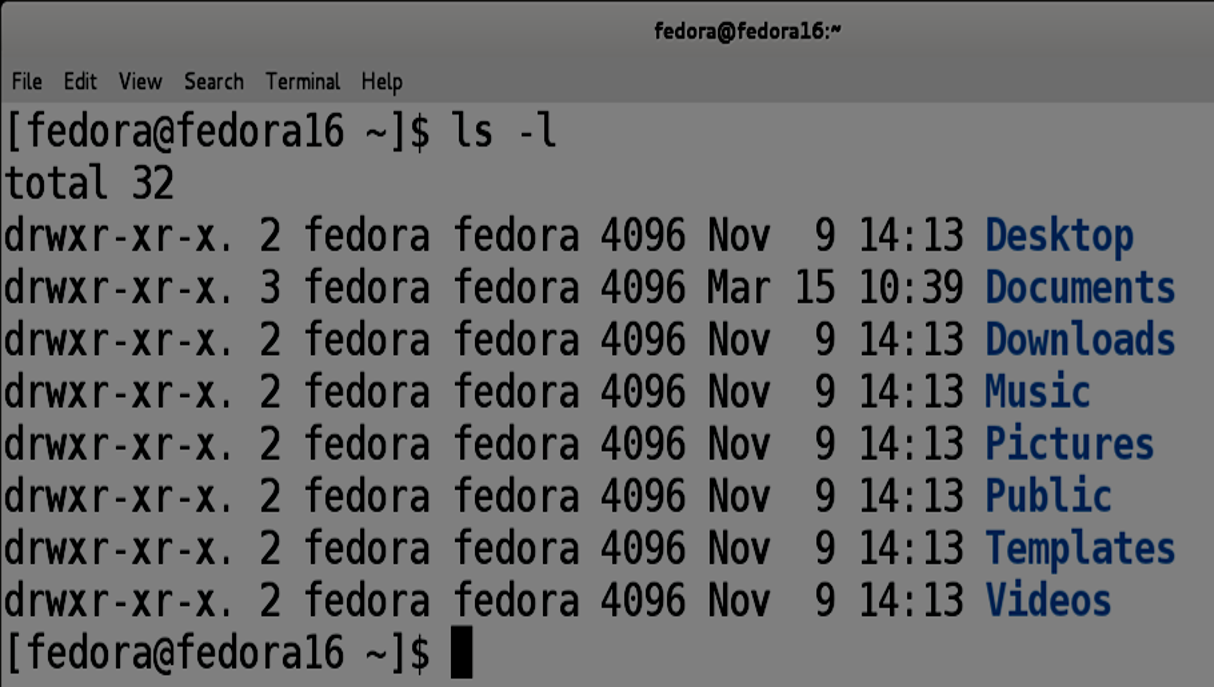 fedora@fedora16:~
File Edit View Search Terminal Help
[fedora@fedora16 ~]$ ls -l
total 32
drwxr-xr-x. 2 fedora fedora 4096 Nov  9 14:13 Desktop
drwxr-xr-x. 3 fedora fedora 4096 Mar 15 10:39 Documents
drwxr-xr-x. 2 fedora fedora 4096 Nov  9 14:13 Downloads
drwxr-xr-x. 2 fedora fedora 4096 Nov  9 14:13 Music
drwxr-xr-x. 2 fedora fedora 4096 Nov  9 14:13 Pictures
drwxr-xr-x. 2 fedora fedora 4096 Nov  9 14:13 Public
drwxr-xr-x. 2 fedora fedora 4096 Nov  9 14:13 Templates
drwxr-xr-x. 2 fedora fedora 4096 Nov  9 14:13 Videos
[fedora@fedora16 ~]$